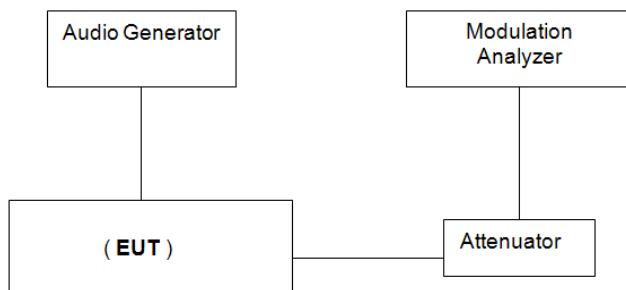 Audio Generator
Modulation
Analyzer
( EUT )
Attenuator